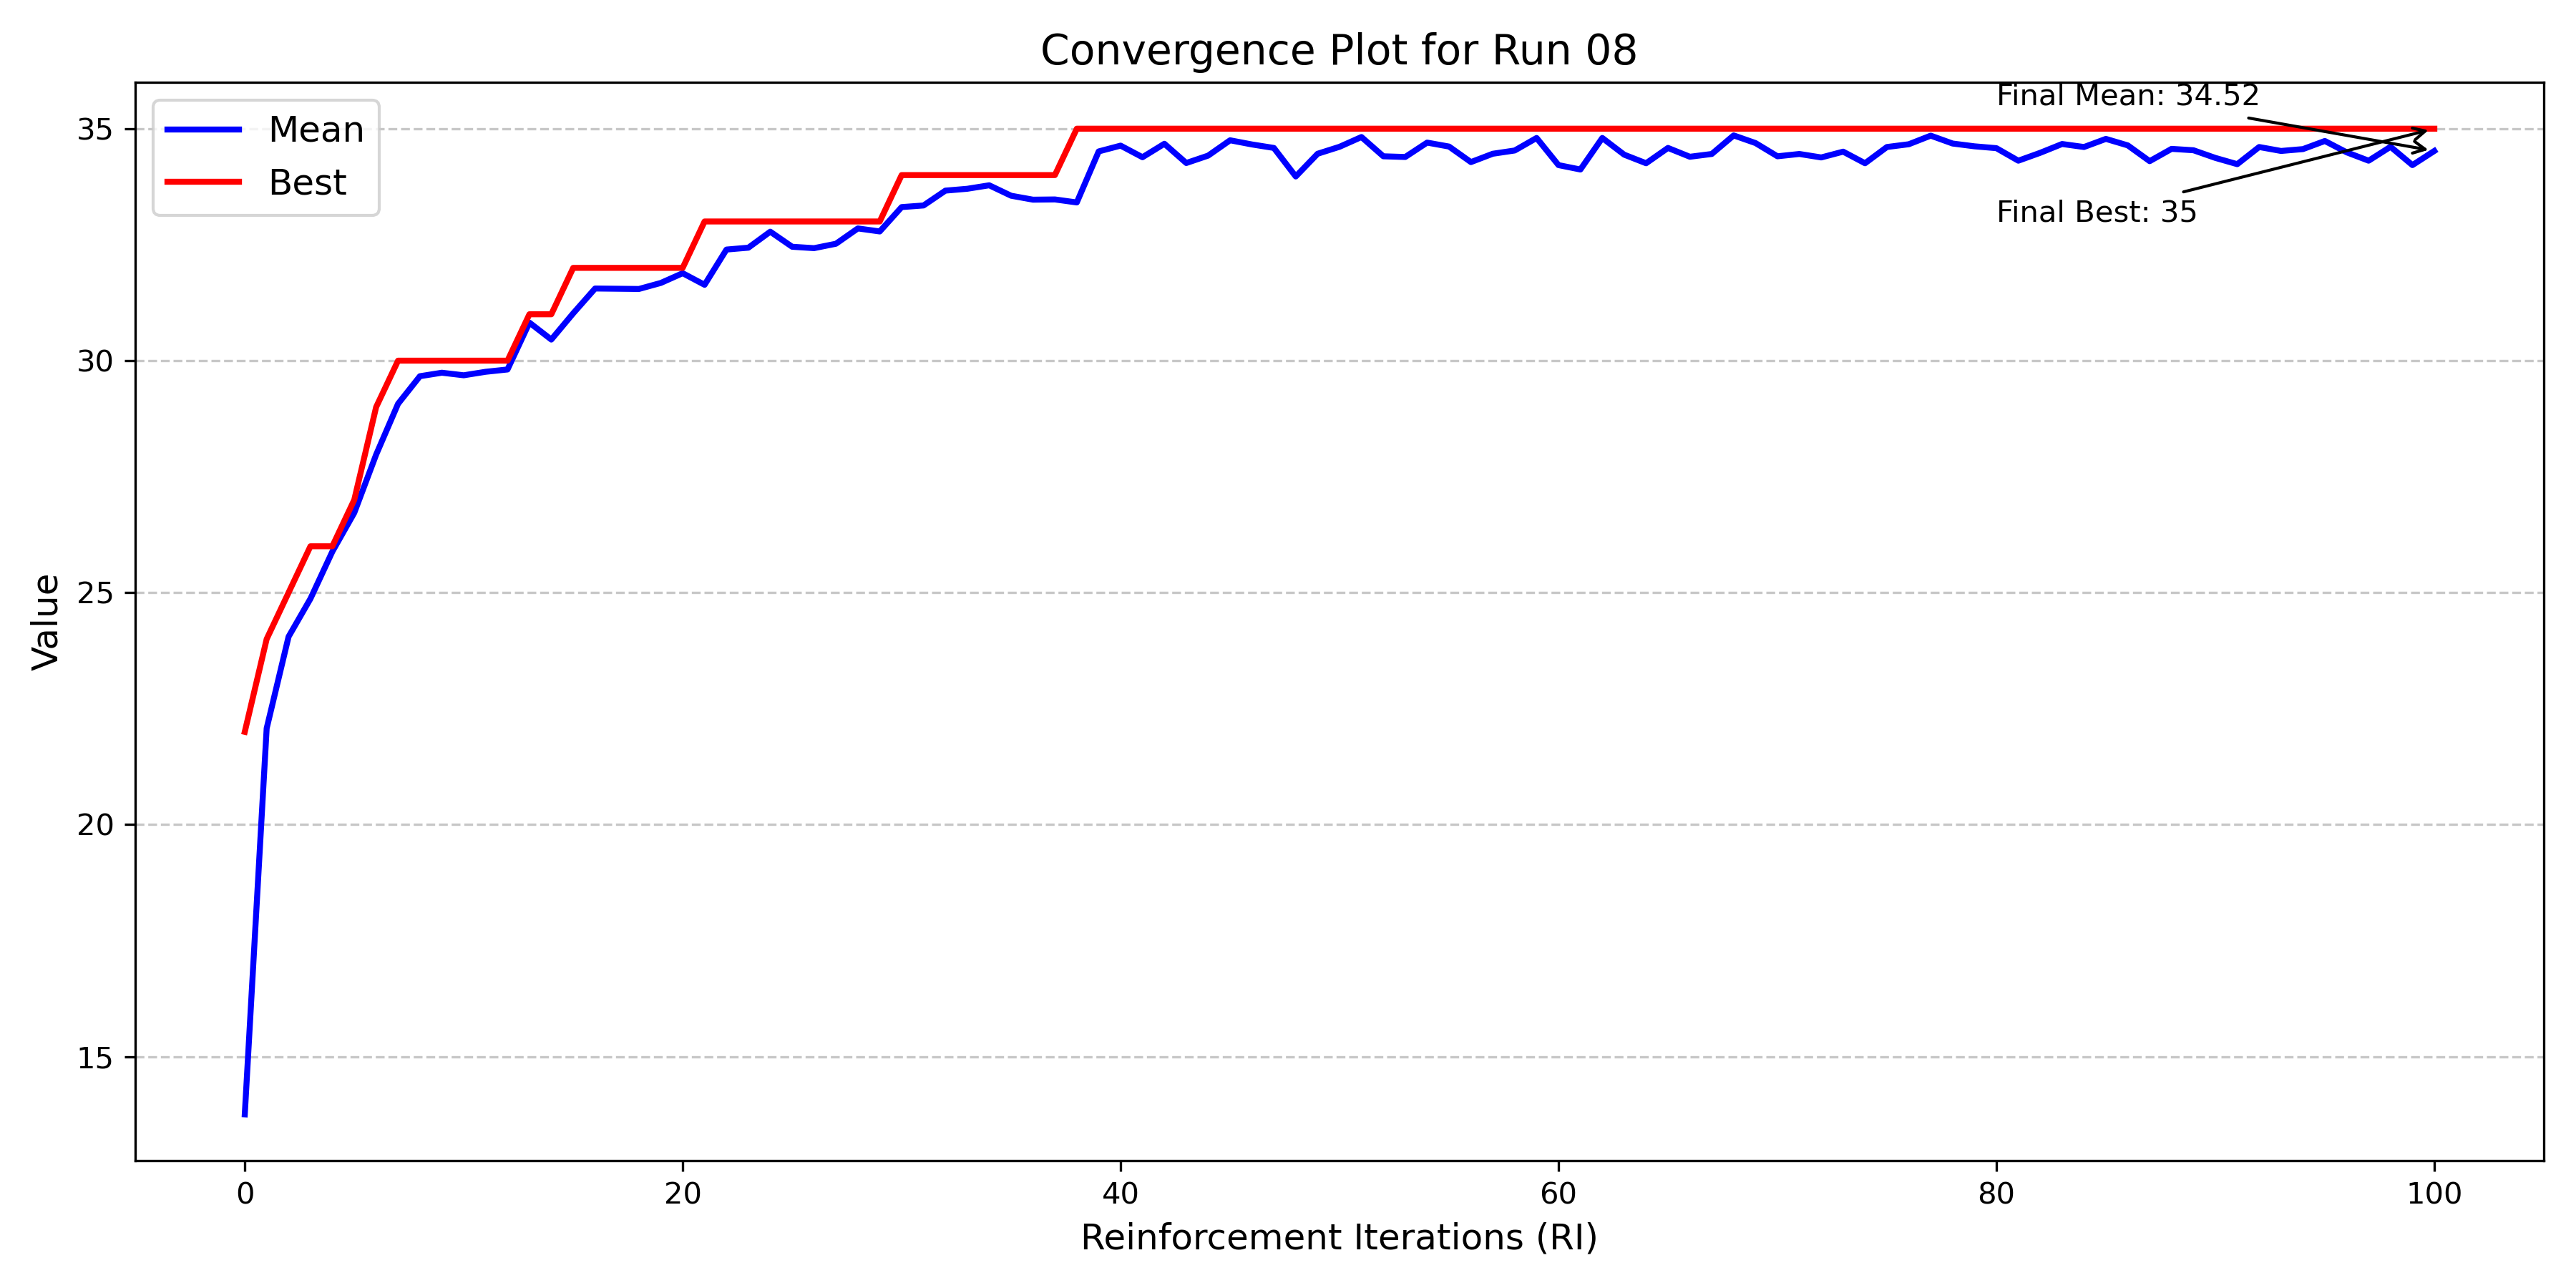 Convergence Plot for Run 08
Mean
Best
Final Mean: 34.52
Final Best: 35
Value
35
30
25
20
15
0
20
40
60
80
100
Reinforcement Iterations (RI)